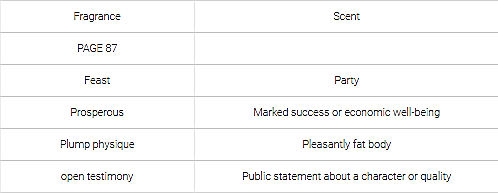 Fragrance Scent
PAGE 87
Feast Party
Prosperous Marked success or economic well-being
Plump physique Pleasantly fat body
open testimony Public statement about a character or quality